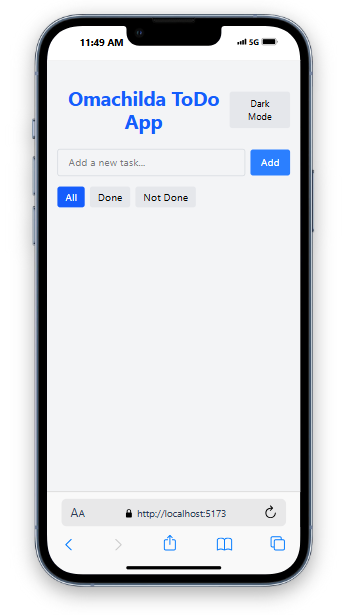 11:49 AM
5G
Omachilda ToDo
App
Dark
Mode
Add a new task...
Add
All
Done
Not Done
AA
http://localhost:5173